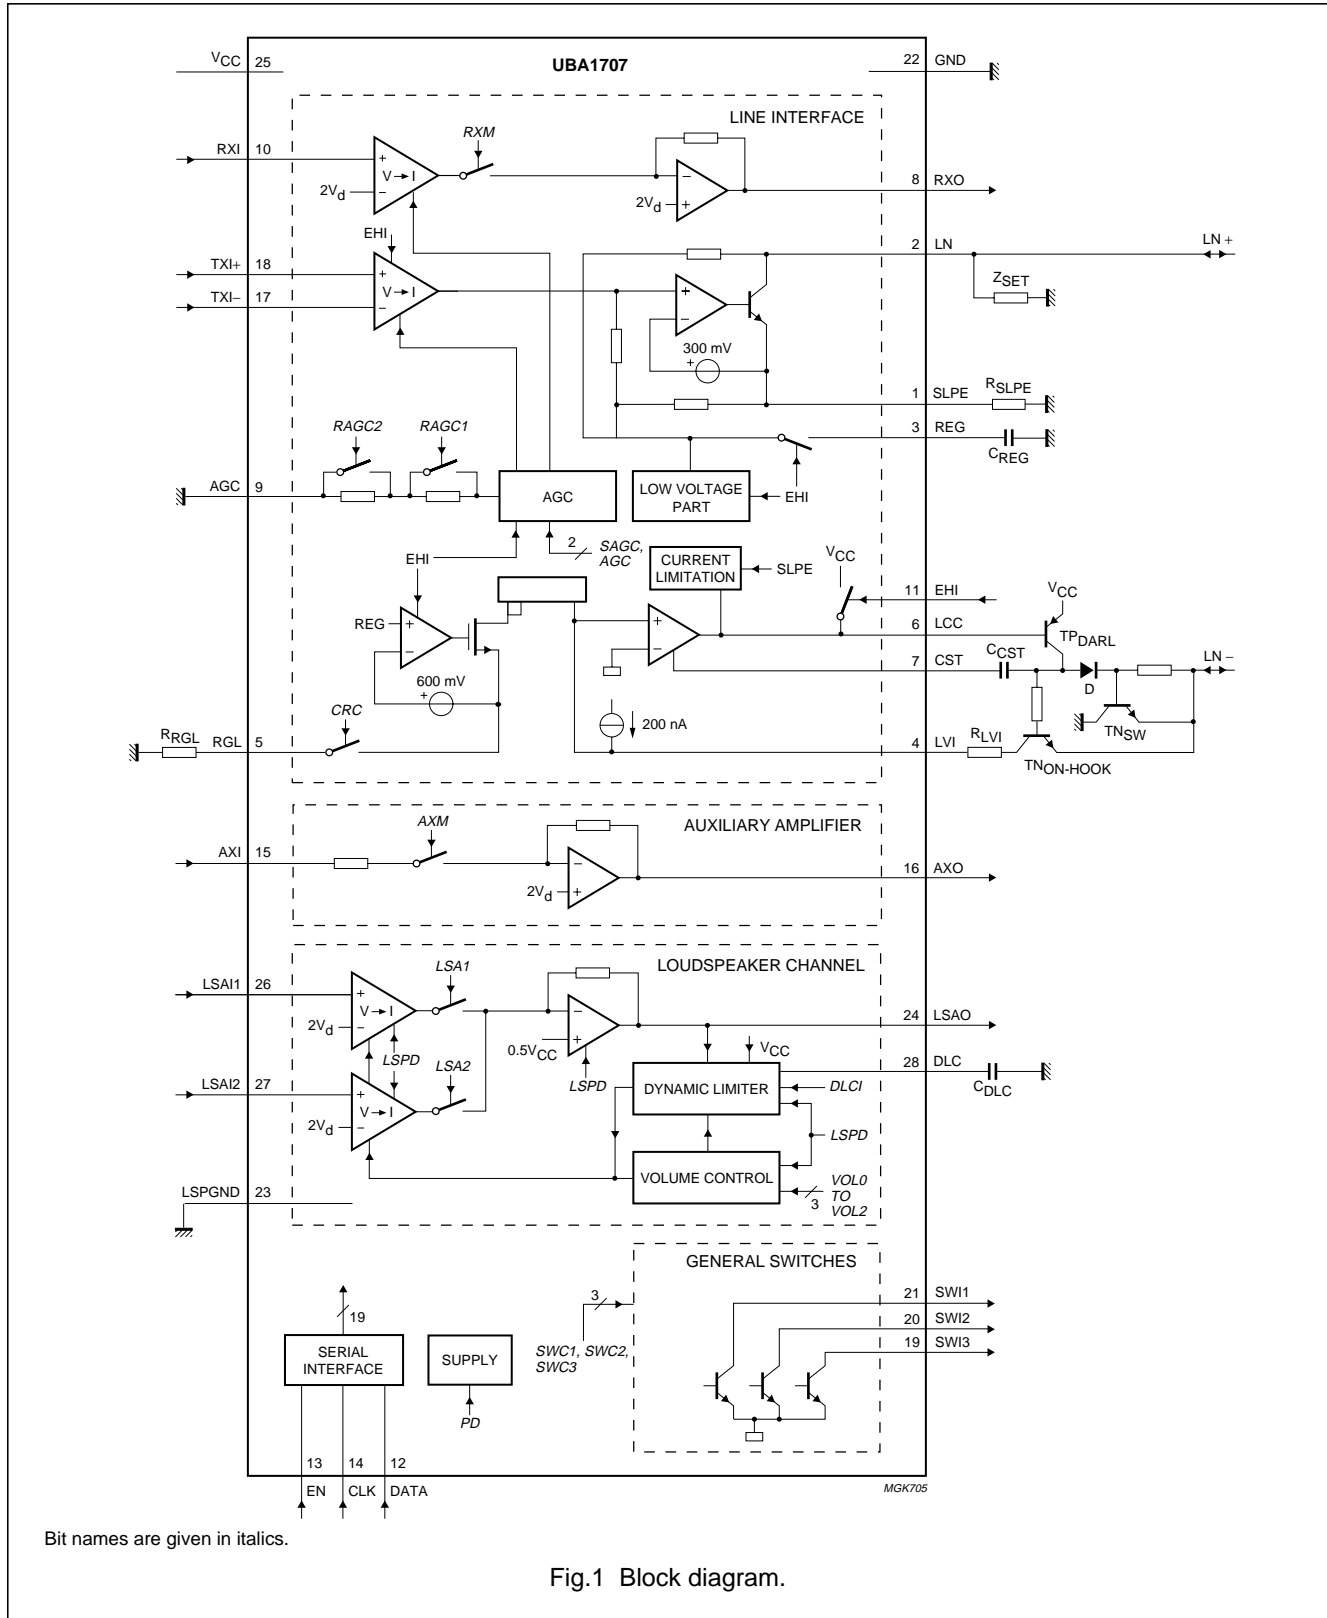 UBA1707
VCC 25
22 GND
LINE INTERFACE
RXM
RXI 10
+
V → I
2Vd
−
−
2Vd
+
8 RXO
EHI
TXI+ 18
+
V → I
TXI− 17
−
2 LN
LN +
ZSET
+
−
300 mV
+
1 SLPE
RSLPE
3 REG
CREG
RAGC2
RAGC1
AGC 9
AGC
LOW VOLTAGE
PART
EHI
2
SAGC,
AGC
EHI
CURRENT
LIMITATION
SLPE
VCC
11 EHI
VCC
REG
+
−
+
−
6 LCC
TPDARL
7 CST
CCST
LN −
D
600 mV
+
200 nA
TNSW
CRC
RRGL
RGL 5
4 LVI
RLVI
TNON-HOOK
AUXILIARY AMPLIFIER
AXM
AXI 15
−
2Vd
+
16 AXO
LOUDSPEAKER CHANNEL
LSA1
LSAI1 26
+
V → I
2Vd
−
−
+
0.5VCC
24 LSAO
LSPD
LSA2
LSPD
VCC
28 DLC
CDLC
LSAI2 27
+
V → I
2Vd
−
DYNAMIC LIMITER
DLCI
LSPD
VOLUME CONTROL
VOL0
TO
VOL2
3
LSPGND 23
GENERAL SWITCHES
21 SWI1
20 SWI2
19 SWI3
3
SWC1, SWC2,
SWC3
19
SERIAL
INTERFACE
SUPPLY
PD
13 14 12
EN CLK DATA
MGK705
Bit names are given in italics.
Fig.1 Block diagram.